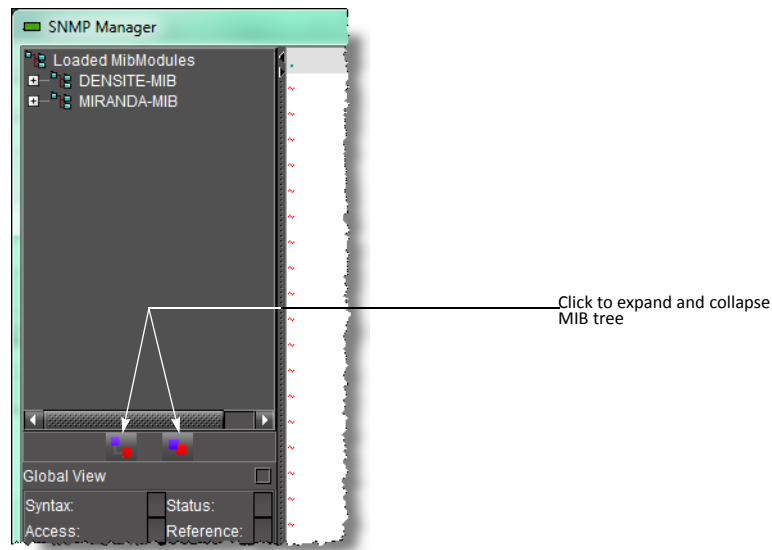 SNMP Manager
Loaded MibModules
DENSITE-MIB
MIRANDA-MIB
Click to expand and collapse
MIB tree
Global View
Syntax: Status:
Access: Reference: